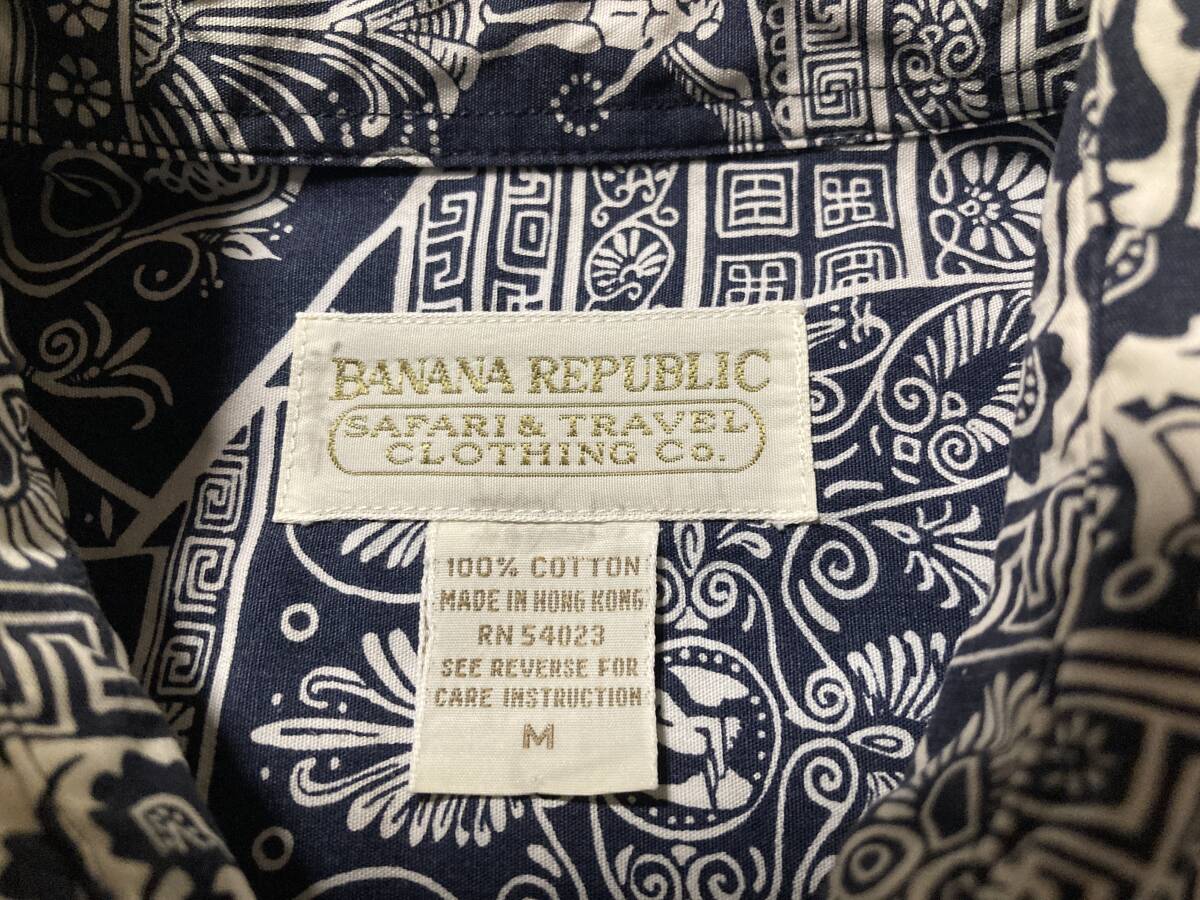 BANANA REPUBLIC
SAFARI & TRAVEL
CLOTHING CO.
100% COTTON
MADE IN HONG KONG
RN 54023
SEE REVERSE FOR
CARE INSTRUCTION
M